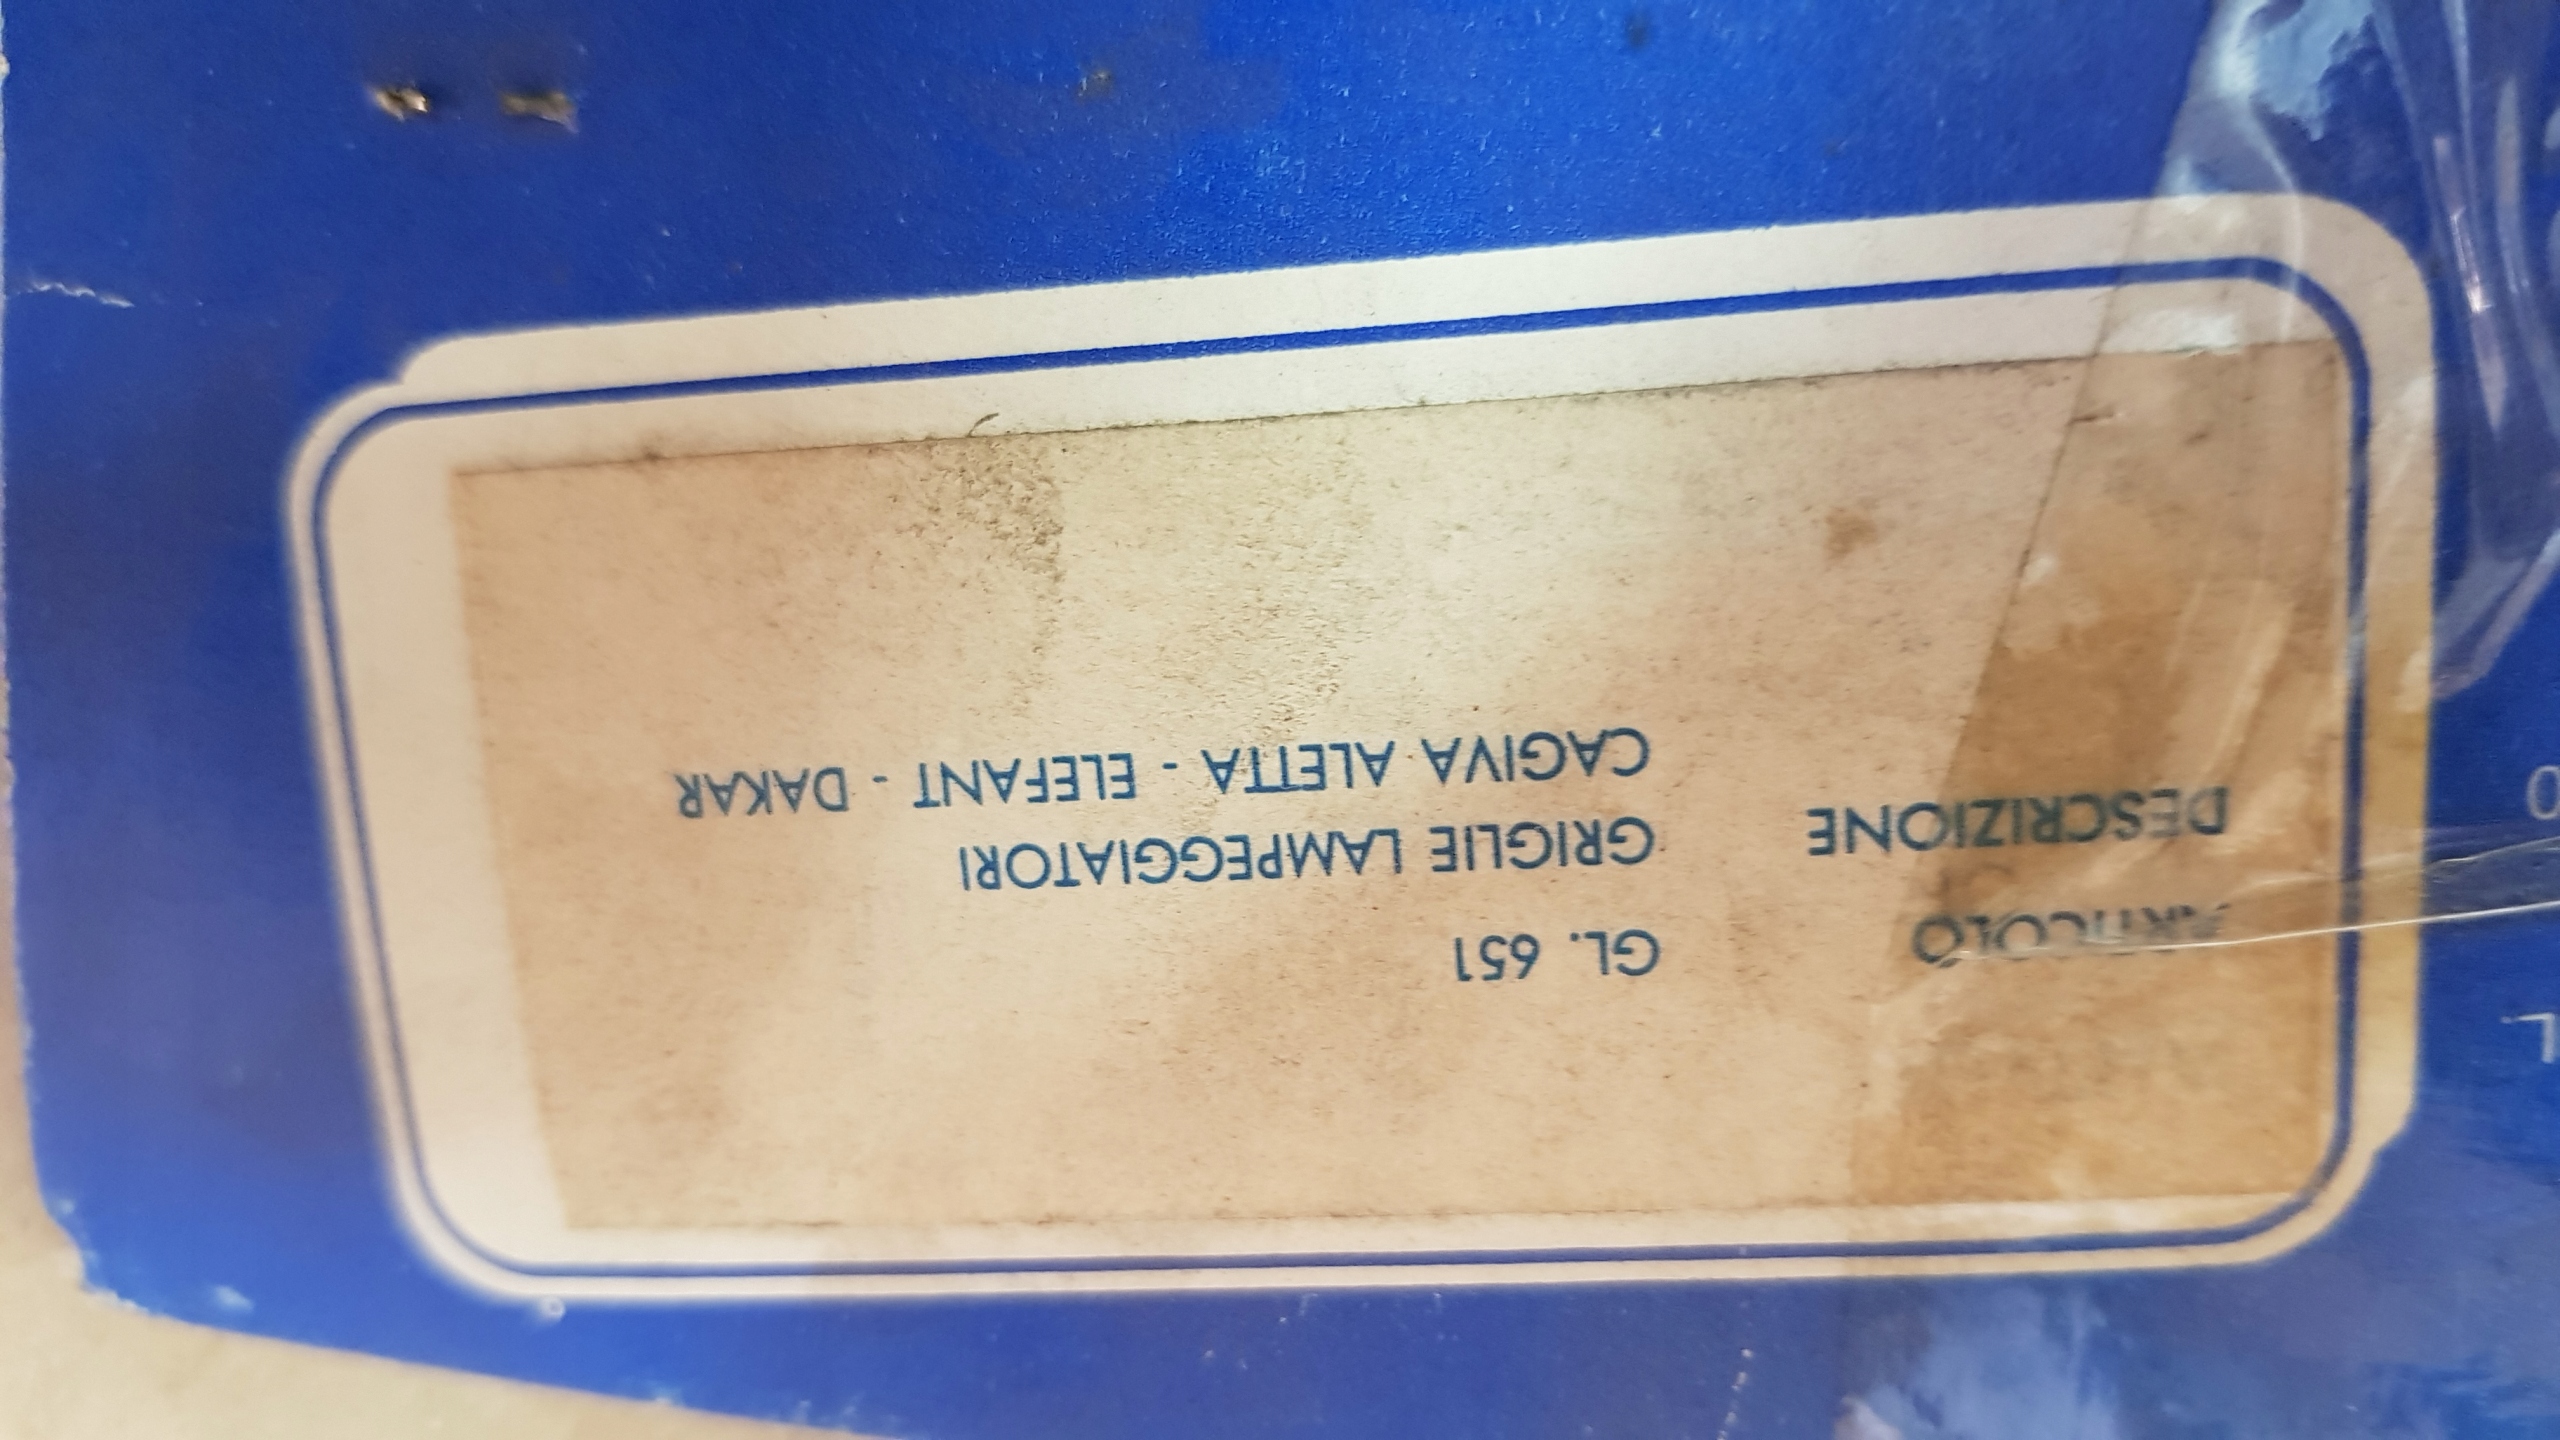 ARTICOLO GL. 651
DESCRIZIONE GRIGLIE LAMPEGGIATORI
CAGIVA ALETTA - ELEFANT - DAKAR